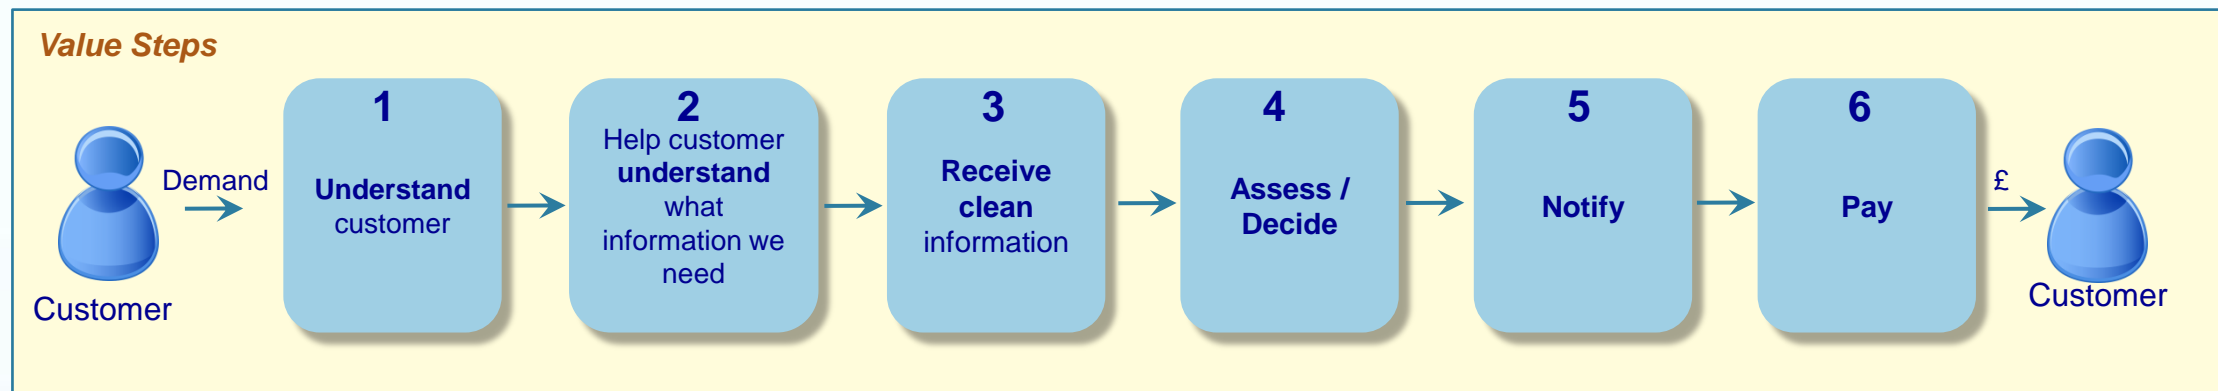 Value Steps
Customer
Demand
1
Understand
customer
2
Help customer
understand
what
information we
need
3
Receive
clean
information
4
Assess /
Decide
5
Notify
6
Pay
£
Customer